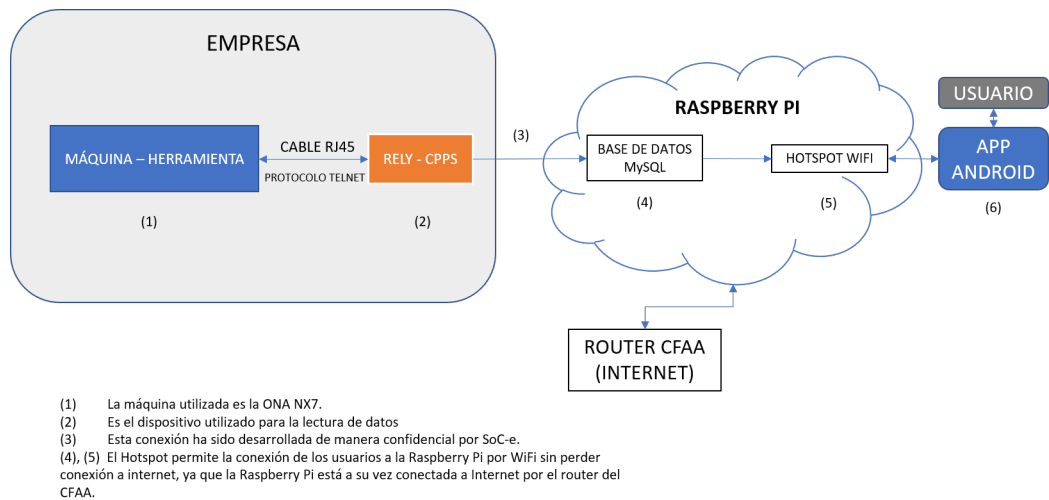 EMPRESA
MÁQUINA – HERRAMIENTA
CABLE RJ45
PROTOCOLO TELNET
RELY - CPPS
(1)
(2)
(3)
RASPBERRY PI
BASE DE DATOS
MySQL
(4)
HOTSPOT WIFI
(5)
USUARIO
APP
ANDROID
(6)
ROUTER CFAA
(INTERNET)
(1) La máquina utilizada es la ONA NX7.
(2) Es el dispositivo utilizado para la lectura de datos
(3) Esta conexión ha sido desarrollada de manera confidencial por SoC-e.
(4), (5) El Hotspot permite la conexión de los usuarios a la Raspberry Pi por WiFi sin perder
conexión a internet, ya que la Raspberry Pi está a su vez conectada a Internet por el router del
CFAA.